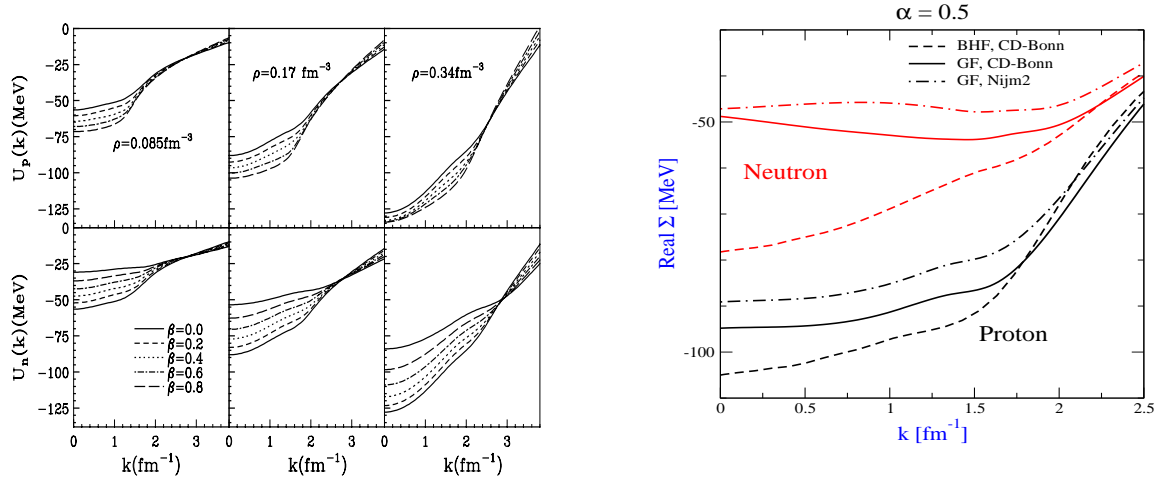 0
−25
−50
−75
−100
−125
U_p(k)(MeV)
ρ=0.085fm^−3
ρ=0.17 fm^−3
ρ=0.34fm^−3
0
−25
−50
−75
−100
−125
U_n(k)(MeV)
β=0.0
β=0.2
β=0.4
β=0.6
β=0.8
0 1 2 3 0 1 2 3 0 1 2 3
k(fm^−1) k(fm^−1) k(fm^−1)
α = 0.5
BHF, CD-Bonn
GF, CD-Bonn
GF, Nijm2
-50
Neutron
Real Σ [MeV]
Proton
-100
0 0.5 1 1.5 2 2.5
k [fm^-1]